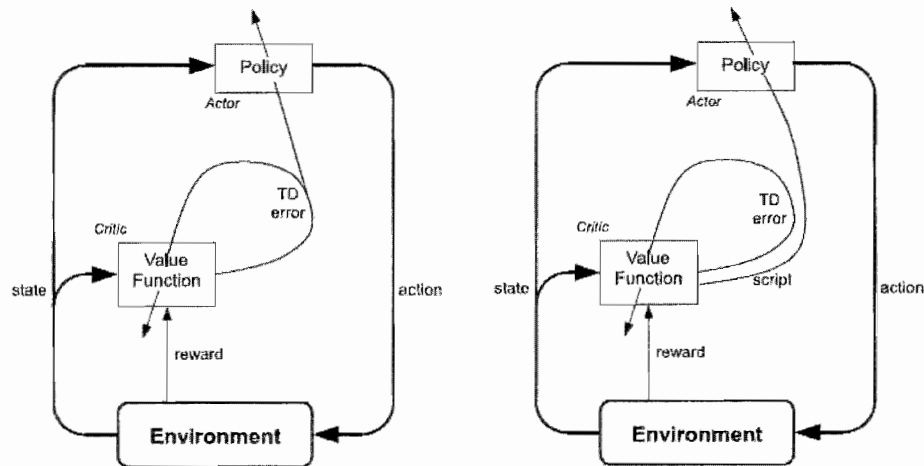 Policy
Actor
TD
error
Critic
Value
Function
state
action
reward
Environment
Policy
Actor
TD
error
Critic
Value
Function
script
state
action
reward
Environment